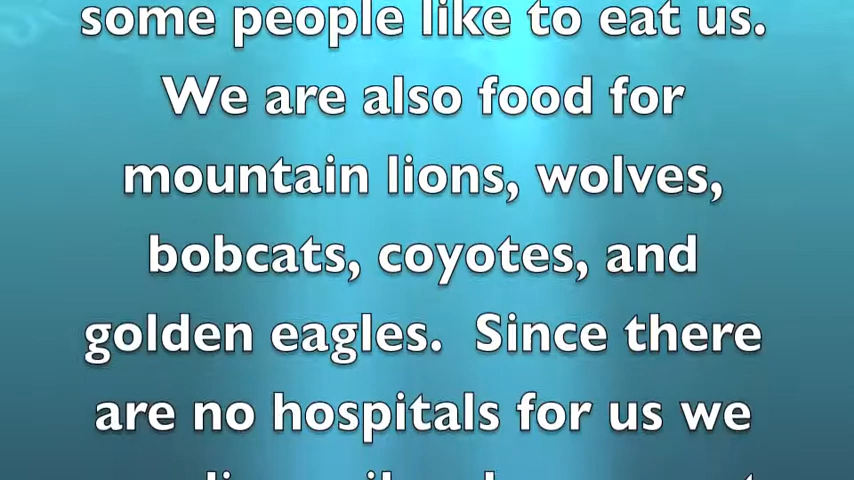 some people like to eat us.
We are also food for
mountain lions, wolves,
bobcats, coyotes, and
golden eagles.  Since there
are no hospitals for us we